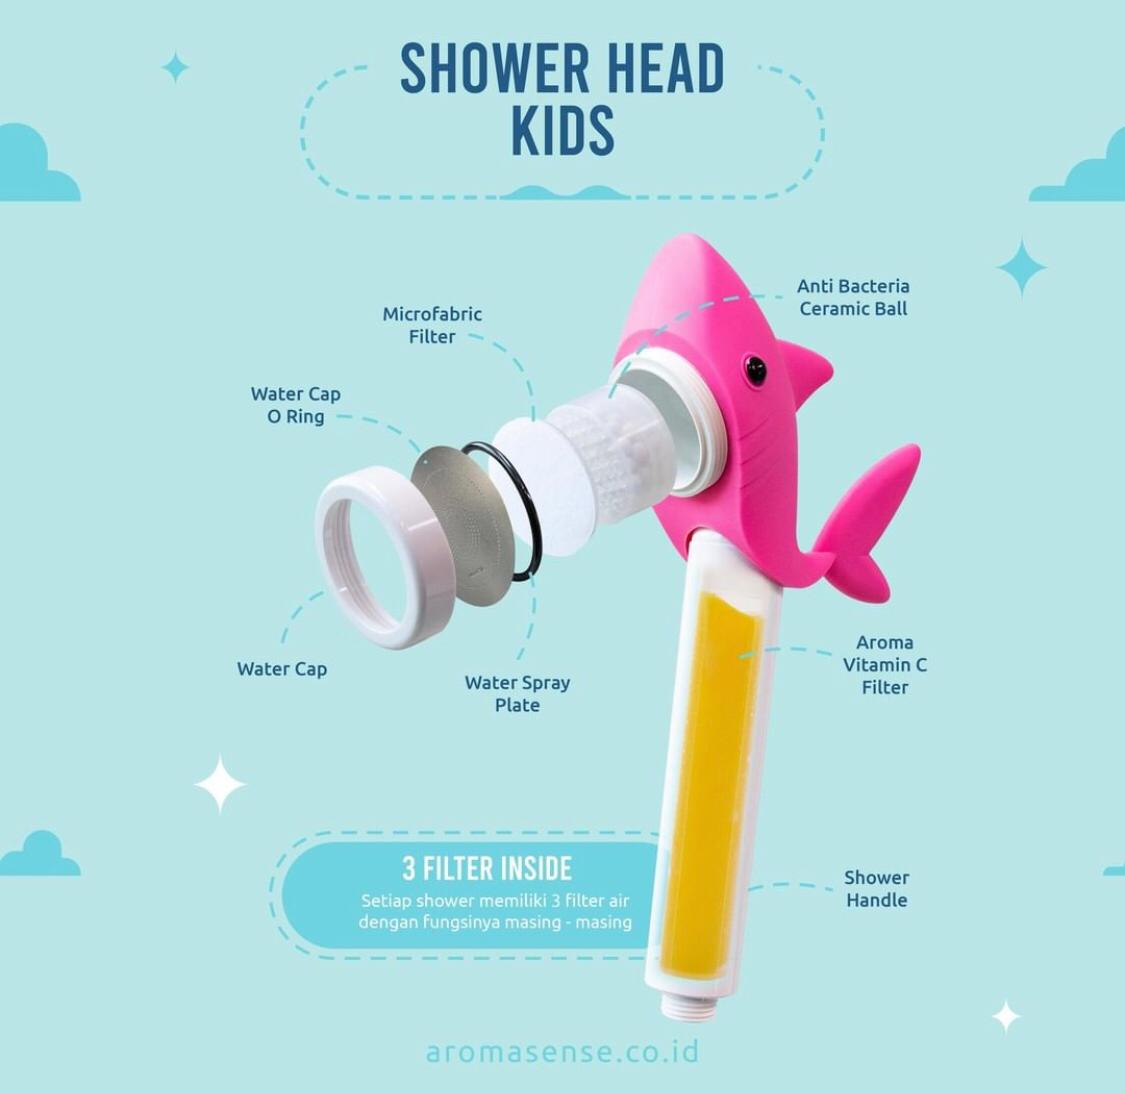 SHOWER HEAD
KIDS
Anti Bacteria
Ceramic Ball
Microfabric
Filter
Water Cap
O Ring
Water Cap
Water Spray
Plate
Aroma
Vitamin C
Filter
3 FILTER INSIDE
Setiap shower memiliki 3 filter air
dengan fungsinya masing - masing
Shower
Handle
aromasense.co.id